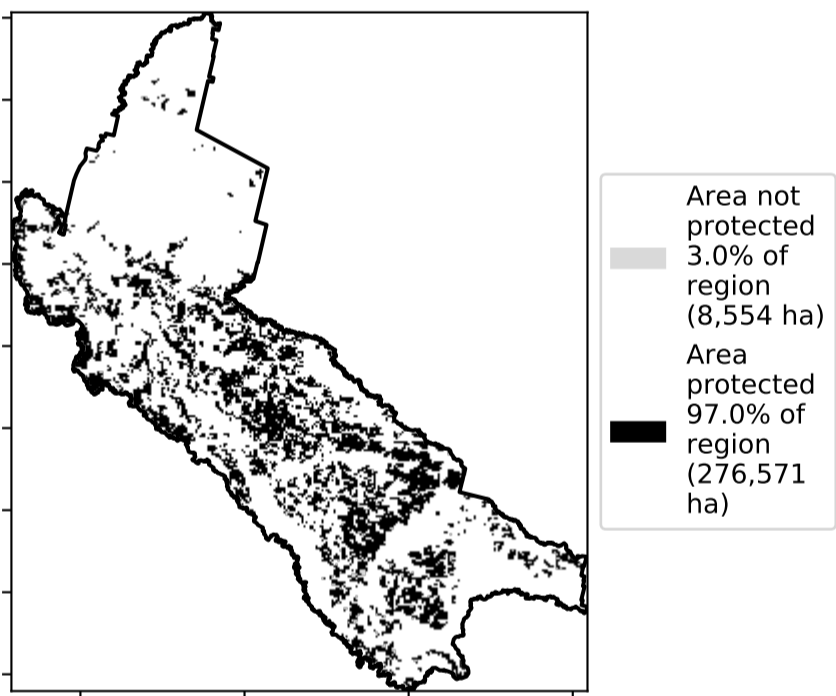 Area not
protected
3.0% of
region
(8,554 ha)
Area
protected
97.0% of
region
(276,571
ha)